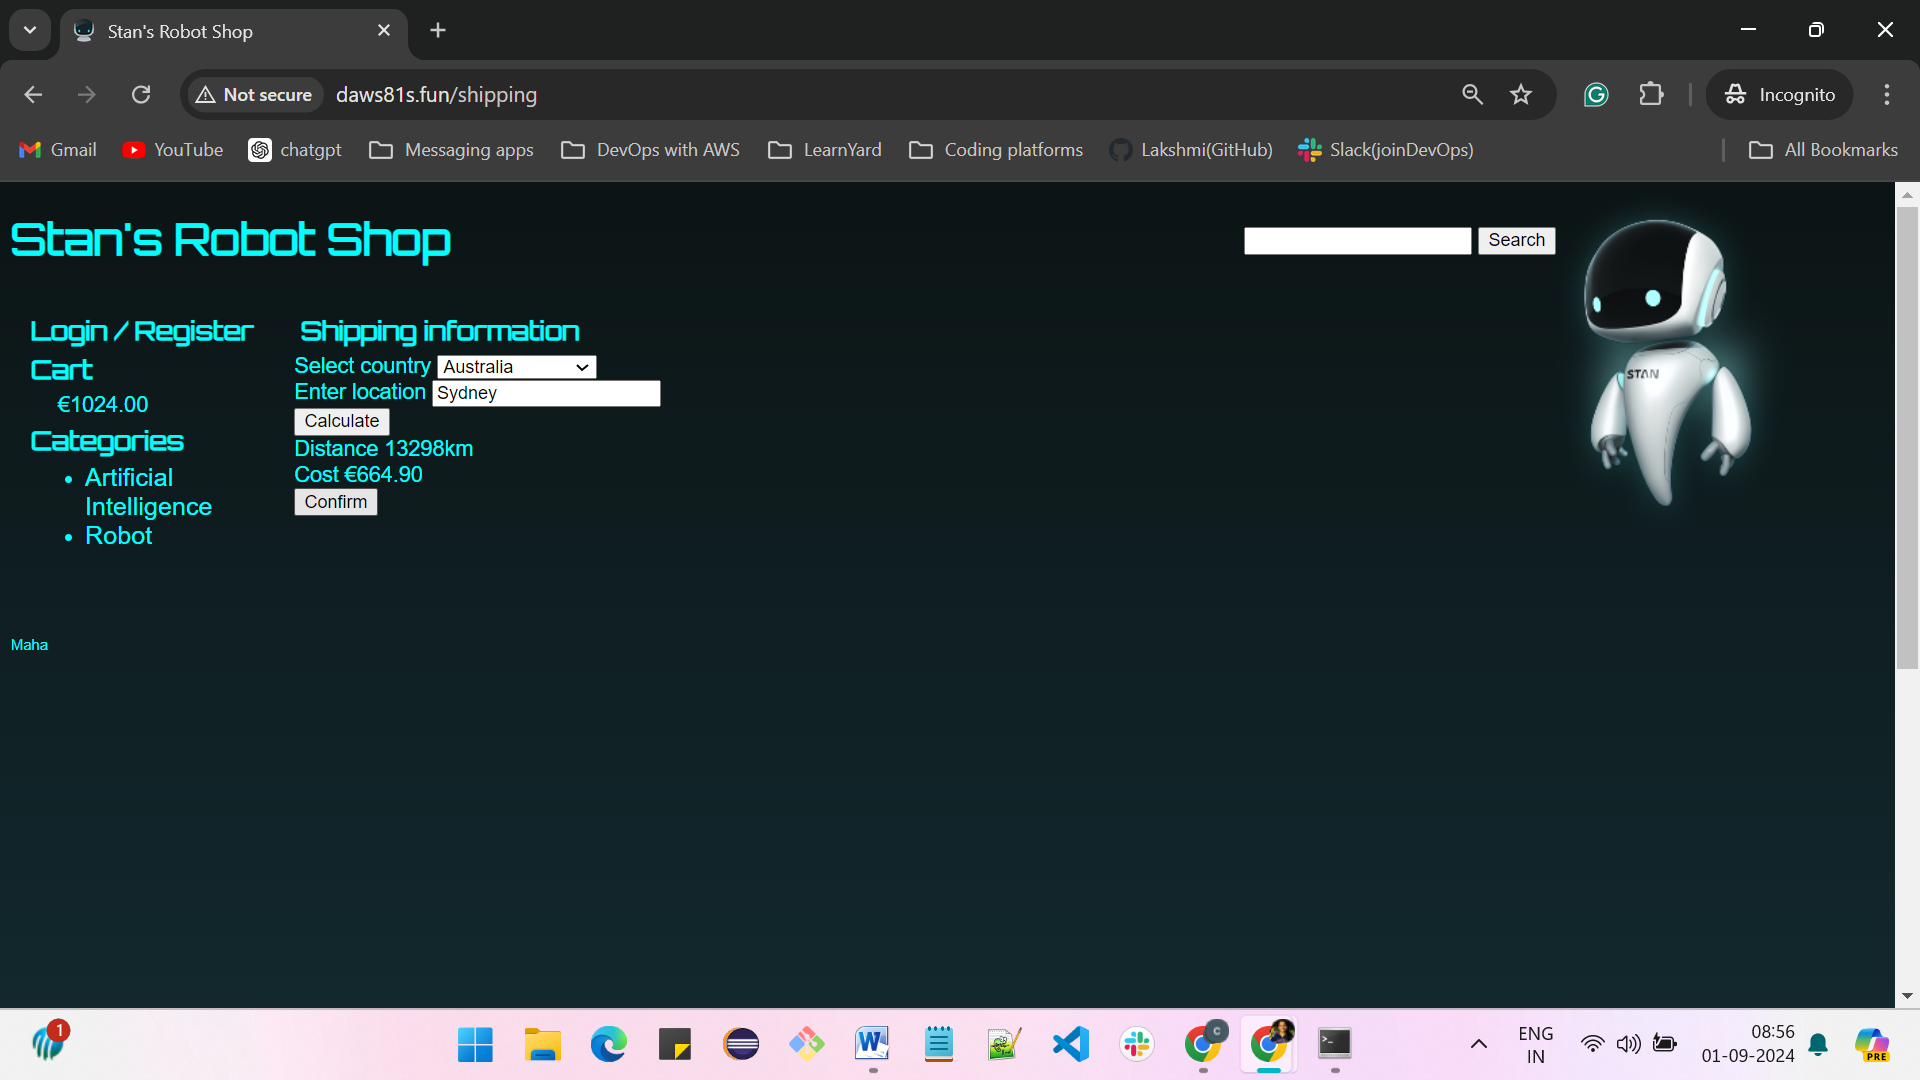 Stan's Robot Shop
Not secure
daws81s.fun/shipping
Incognito
Gmail
YouTube
chatgpt
Messaging apps
DevOps with AWS
LearnYard
Coding platforms
Lakshmi(GitHub)
Slack(joinDevOps)
All Bookmarks
Stan's Robot Shop
Search
STAN
Login / Register
Cart
€1024.00
Categories
Artificial
Intelligence
Robot
Shipping information
Select country Australia
Enter location Sydney
Calculate
Distance 13298km
Cost €664.90
Confirm
Maha
1
W
C
ENG
IN
08:56
01-09-2024
PRE